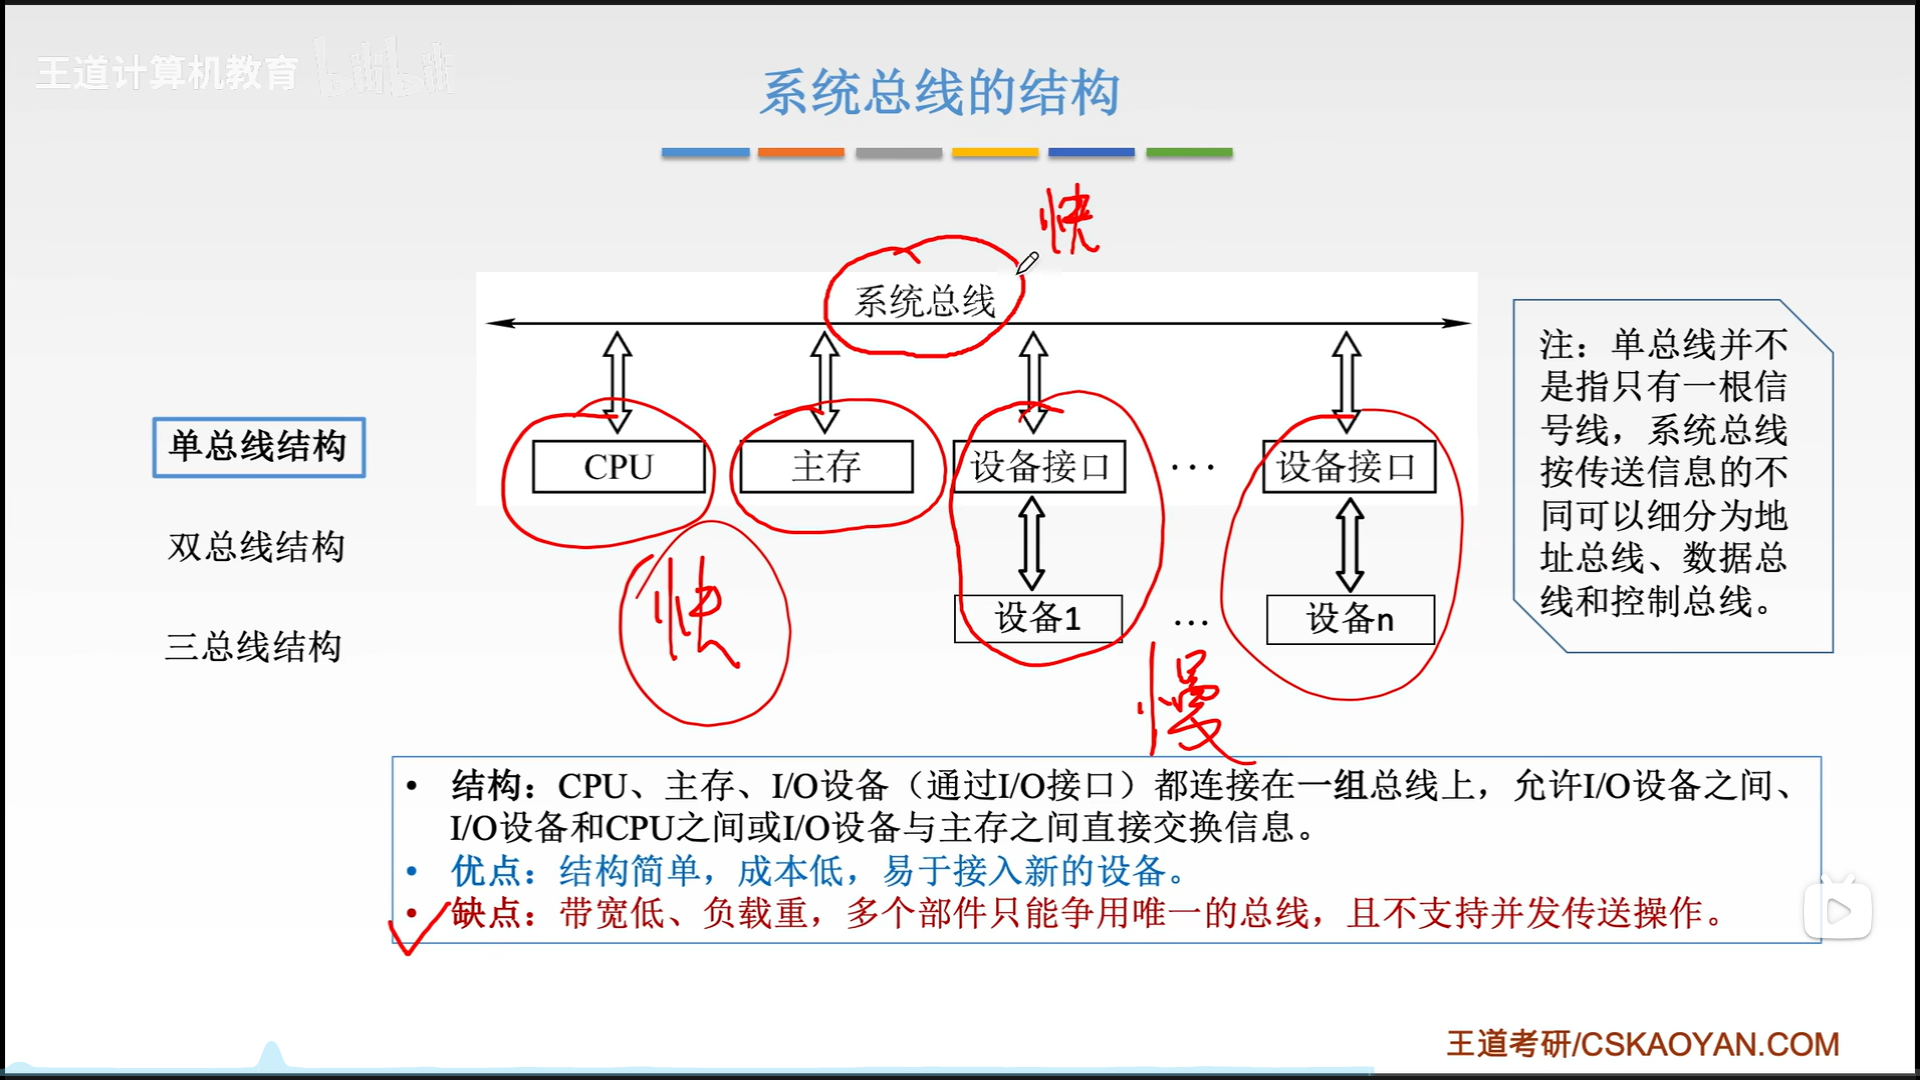 王道计算机教育 bilibili
系统总线的结构
快
系统总线
CPU
主存
设备接口
...
设备接口
设备1
...
设备n
快
慢
单总线结构
双总线结构
三总线结构
注：单总线并不
是指只有一根信
号线，系统总线
按传送信息的不
同可以细分为地
址总线、数据总
线和控制总线。
• 结构：CPU、主存、I/O设备（通过I/O接口）都连接在一组总线上，允许I/O设备之间、
I/O设备和CPU之间或I/O设备与主存之间直接交换信息。
• 优点：结构简单，成本低，易于接入新的设备。
• 缺点：带宽低、负载重，多个部件只能争用唯一的总线，且不支持并发传送操作。
王道考研/CSKAOYAN.COM